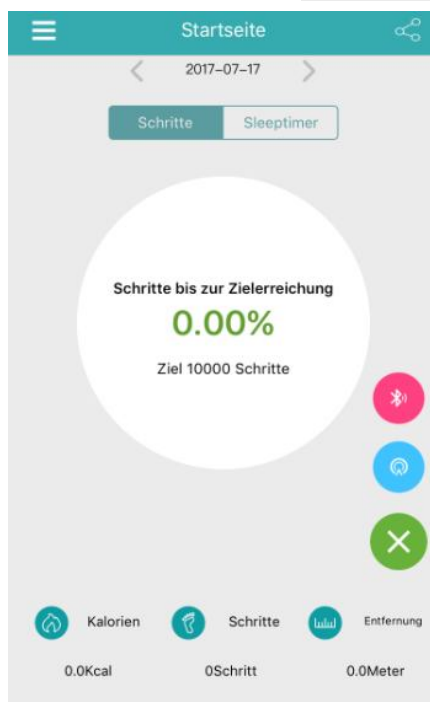 Startseite
2017-07-17
Schritte Sleeptimer
Schritte bis zur Zielerreichung
0.00%
Ziel 10000 Schritte
Kalorien Schritte Entfernung
0.0Kcal 0Schritt 0.0Meter